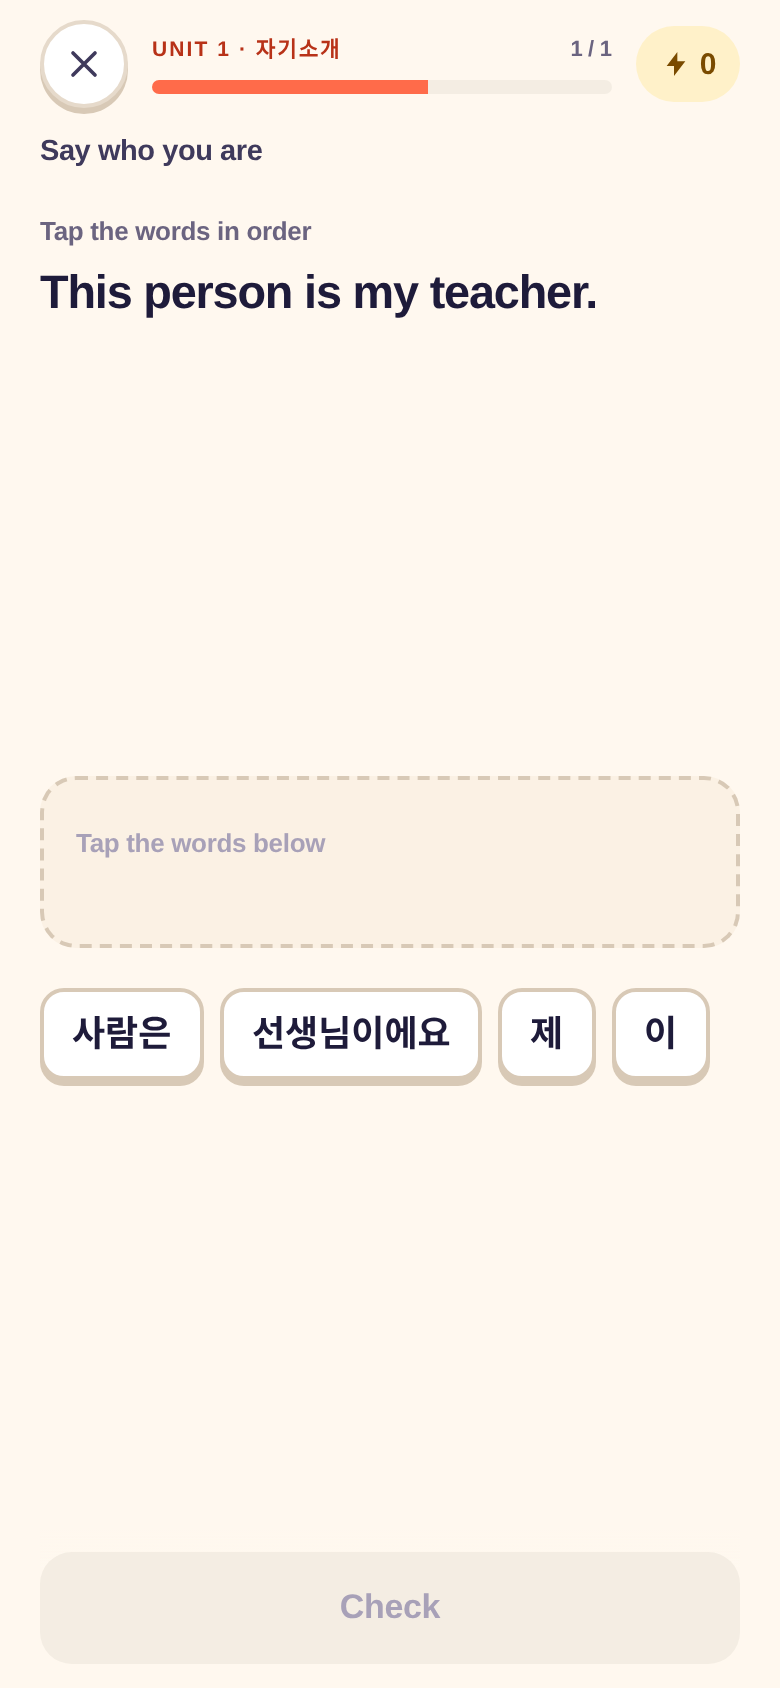 UNIT 1 · 자기소개
1 / 1
0
Say who you are
Tap the words in order
This person is my teacher.
Tap the words below
사람은 선생님이에요 제 이
Check